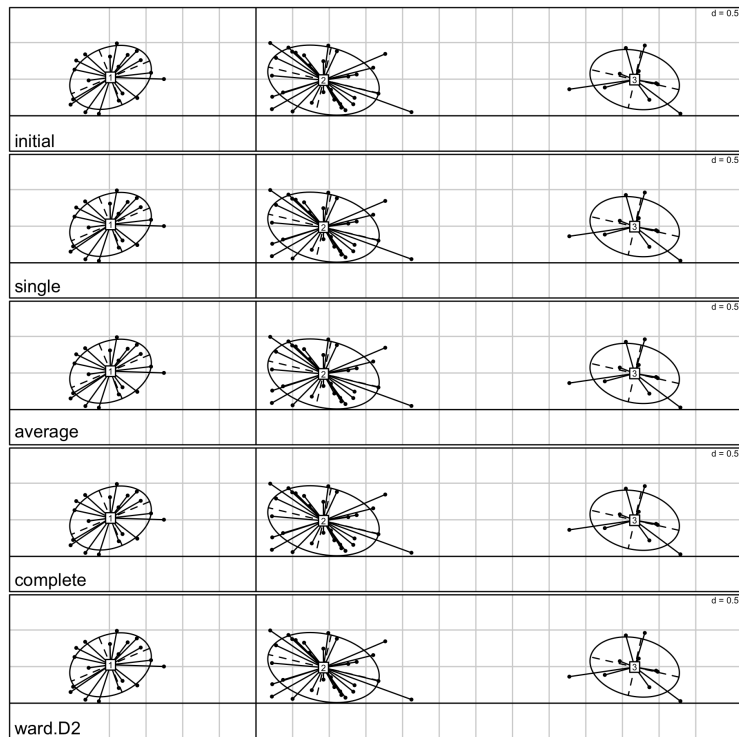 d = 0.5
1
2
3
initial
d = 0.5
1
2
3
single
d = 0.5
1
2
3
average
d = 0.5
1
2
3
complete
d = 0.5
1
2
3
ward.D2